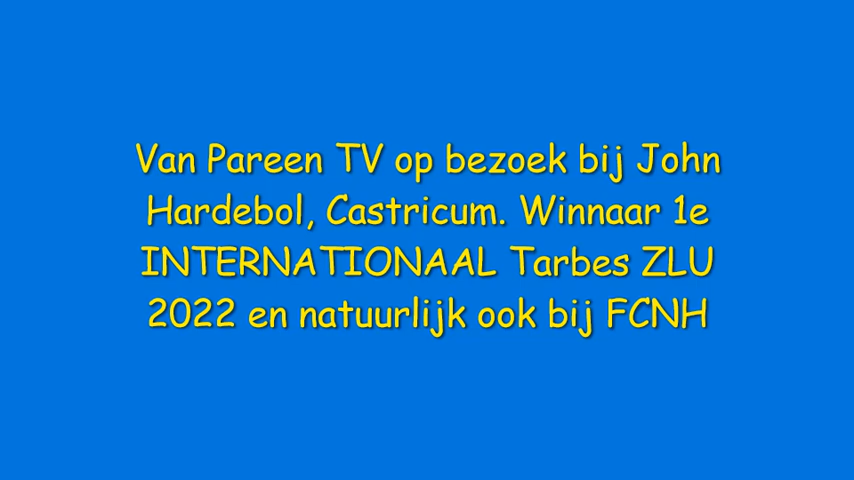 Van Pareen TV op bezoek bij John
Hardebol, Castricum. Winnaar 1e
INTERNATIONAAL Tarbes ZLU
2022 en natuurlijk ook bij FCNH